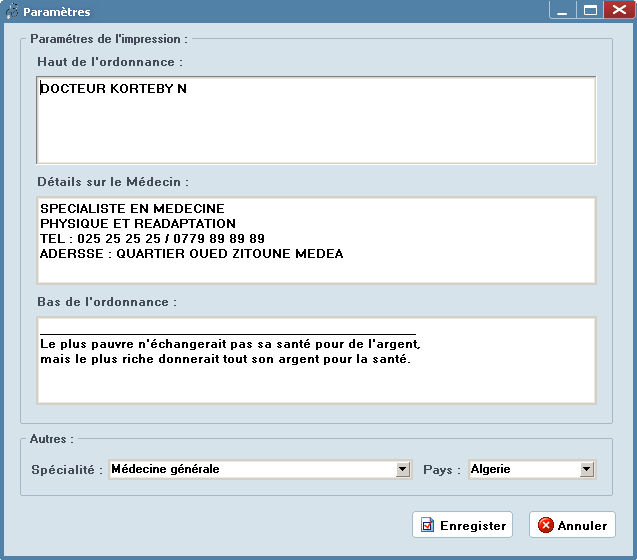 Paramètres
Paramétres de l'impression :
Haut de l'ordonnance :
DOCTEUR KORTEBY N
Détails sur le Médecin :
SPECIALISTE EN MEDECINE
PHYSIQUE ET READAPTATION
TEL : 025 25 25 25 / 0779 89 89 89
ADERSSE : QUARTIER OUED ZITOUNE MEDEA
Bas de l'ordonnance :
Le plus pauvre n'échangerait pas sa santé pour de l'argent,
mais le plus riche donnerait tout son argent pour la santé.
Autres :
Spécialité : Médecine générale Pays : Algerie
Enregister Annuler